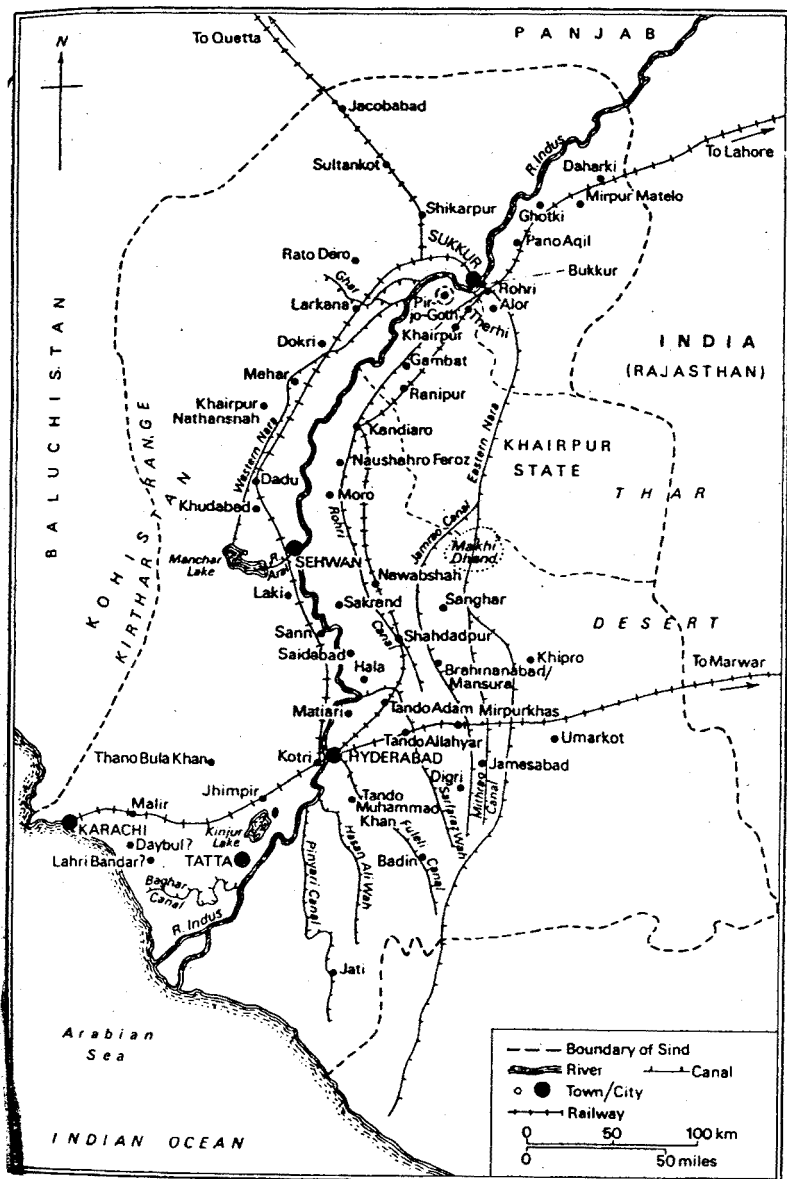 PANJAB
To Quetta
N
Jacobabad
R. Indus
To Lahore
Daharki
Sultankot
Mirpur Matelo
Ghotki
Shikarpur
SUKKUR
Pano Aqil
Rato Dero
Bukkur
Ghar
Rohri
Larkana
Pir-
jo-Goth
Alor
Therhi
Khairpur
INDIA
(RAJASTHAN)
Dokri
Gambat
Mehar
Ranipur
BALUCHISTAN
Khairpur
Nathansnah
Kandiaro
Western Nara
Eastern Nara
KHAIRPUR
STATE
KOHISTAN
KIRTHAR RANGE
Naushahro Feroz
Dadu
THAR
Moro
Khudabad
Rohri
Canal
Jamrao Canal
Makhi
Dhand
Manchar
Lake
R.
Aral
SEHWAN
Nawabshah
Laki
Sakrand
Sanghar
DESERT
Sann
Shahdadpur
Saidabad
Khipro
To Marwar
Hala
Brahmanabad/
Mansura
Matiari
Tando Adam
Mirpurkhas
Tando Allahyar
Umarkot
Thano Bula Khan
Kotri
HYDERABAD
Jamesabad
Digri
Jhimpir
Tando
Muhammad
Khan
Sarfaraz Wah
Mithrao
Canal
Malir
KARACHI
Kinjur
Lake
Daybul?
Lahri Bandar?
TATTA
Hasan Ali Wah
Fuleli
Canal
Badin
Pinyari Canal
Baghar
Canal
R. Indus
Jati
Arabian
Sea
INDIAN OCEAN
Boundary of Sind
River
Canal
Town/City
Railway
0 50 100 km
0 50 miles